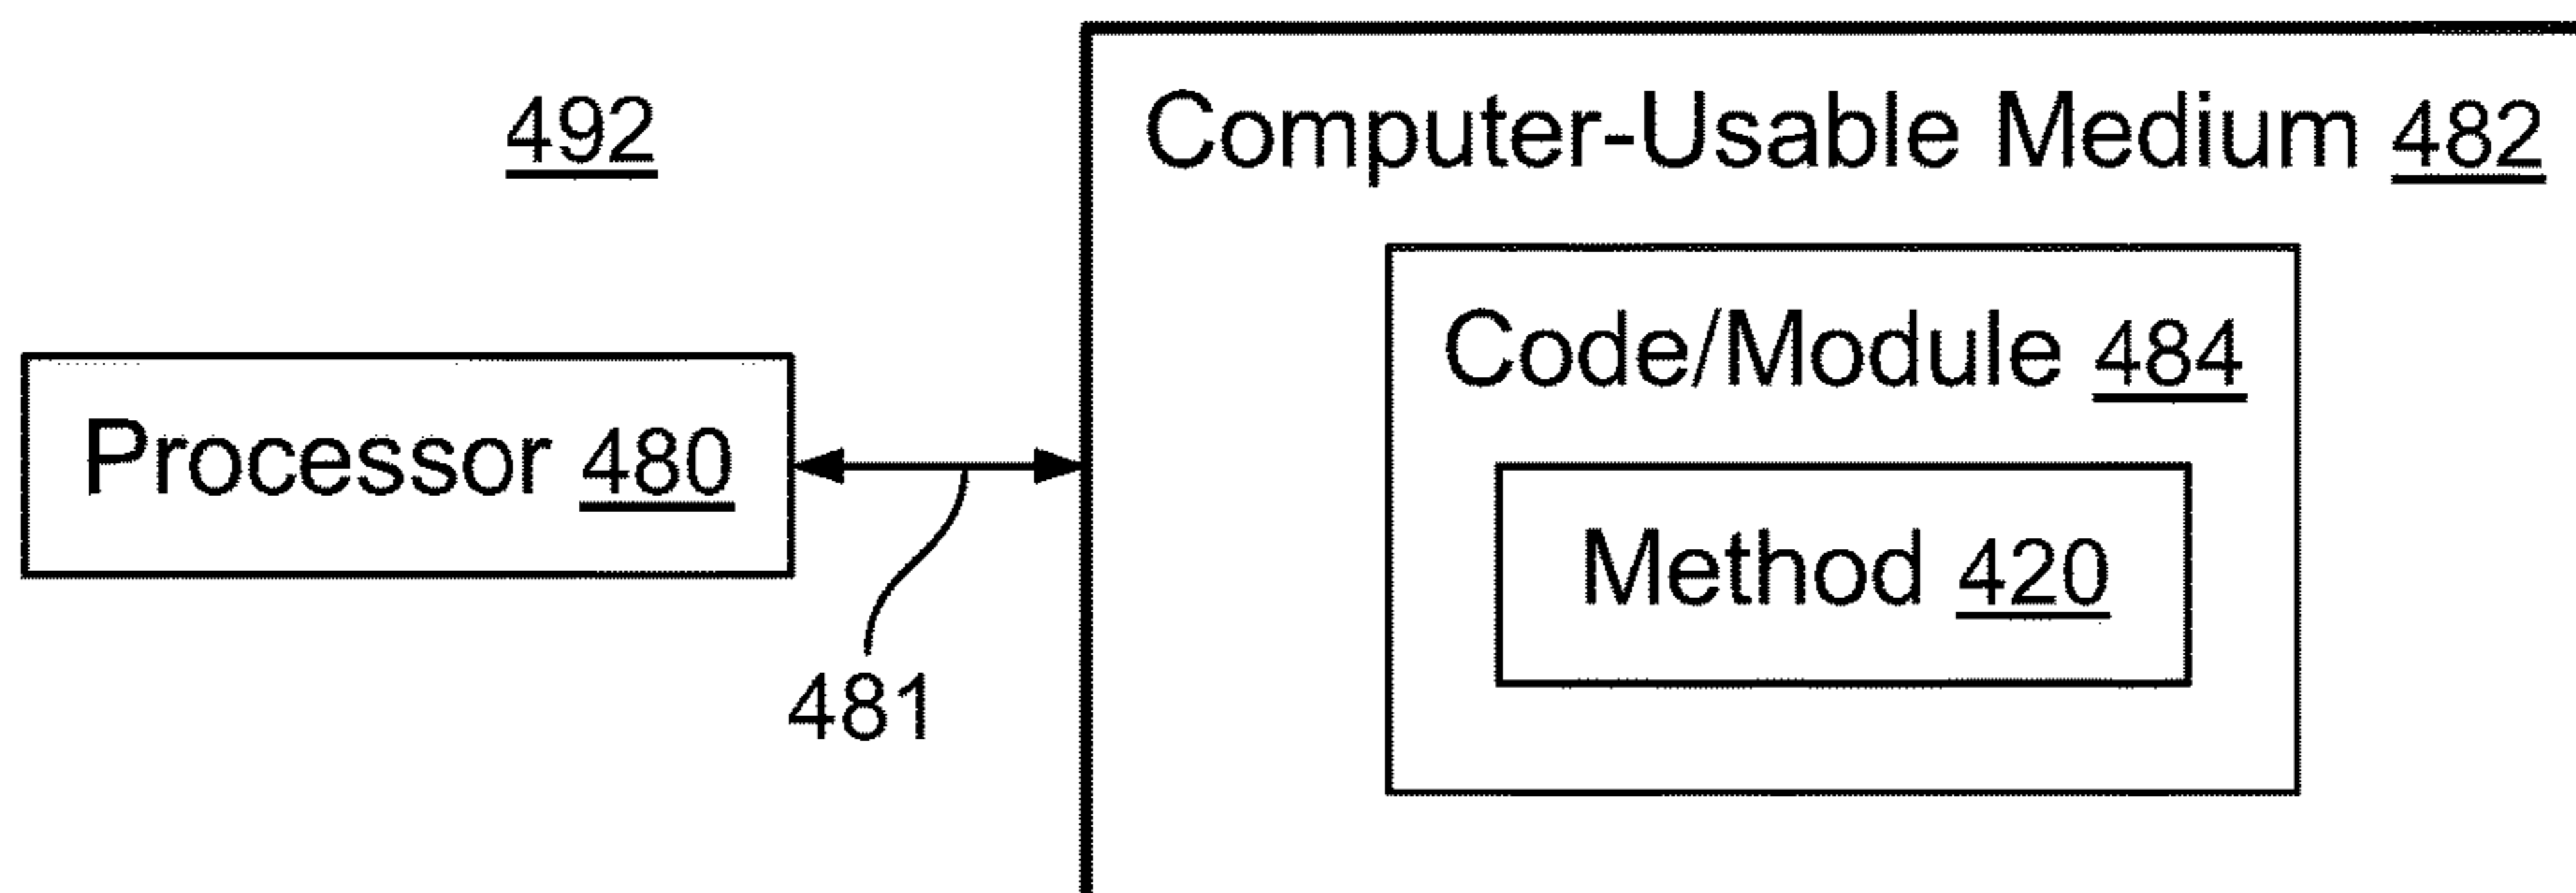 492
Computer-Usable Medium 482
Code/Module 484
Processor 480
Method 420
481